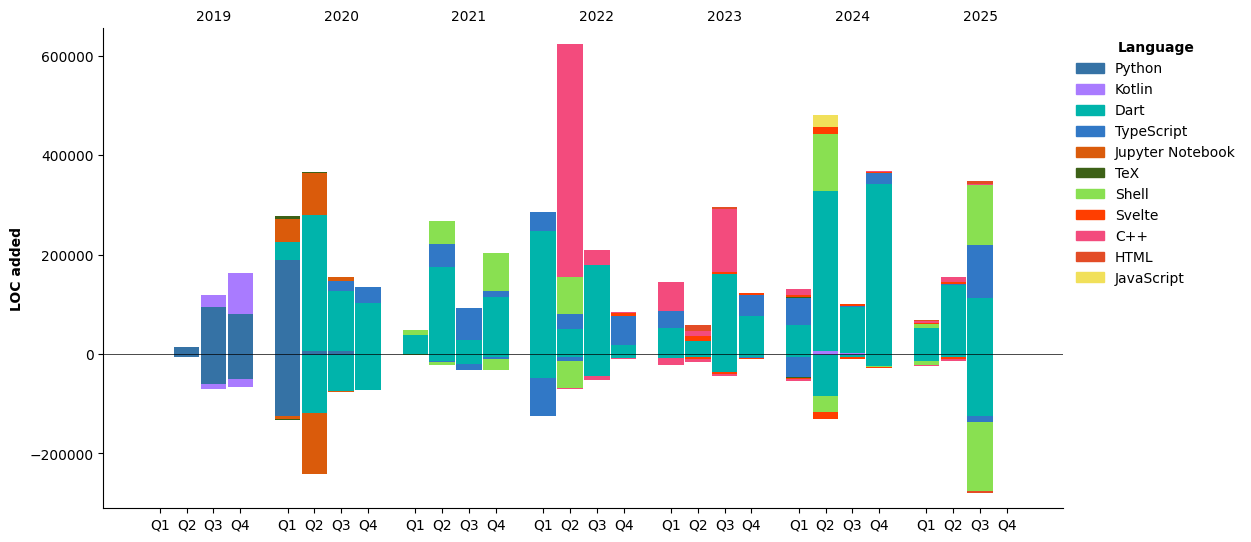 2019 2020 2021 2022 2023 2024 2025
600000
400000
200000
0
−200000
LOC added
Q1 Q2 Q3 Q4 Q1 Q2 Q3 Q4 Q1 Q2 Q3 Q4 Q1 Q2 Q3 Q4 Q1 Q2 Q3 Q4 Q1 Q2 Q3 Q4 Q1 Q2 Q3 Q4
Language
Python
Kotlin
Dart
TypeScript
Jupyter Notebook
TeX
Shell
Svelte
C++
HTML
JavaScript